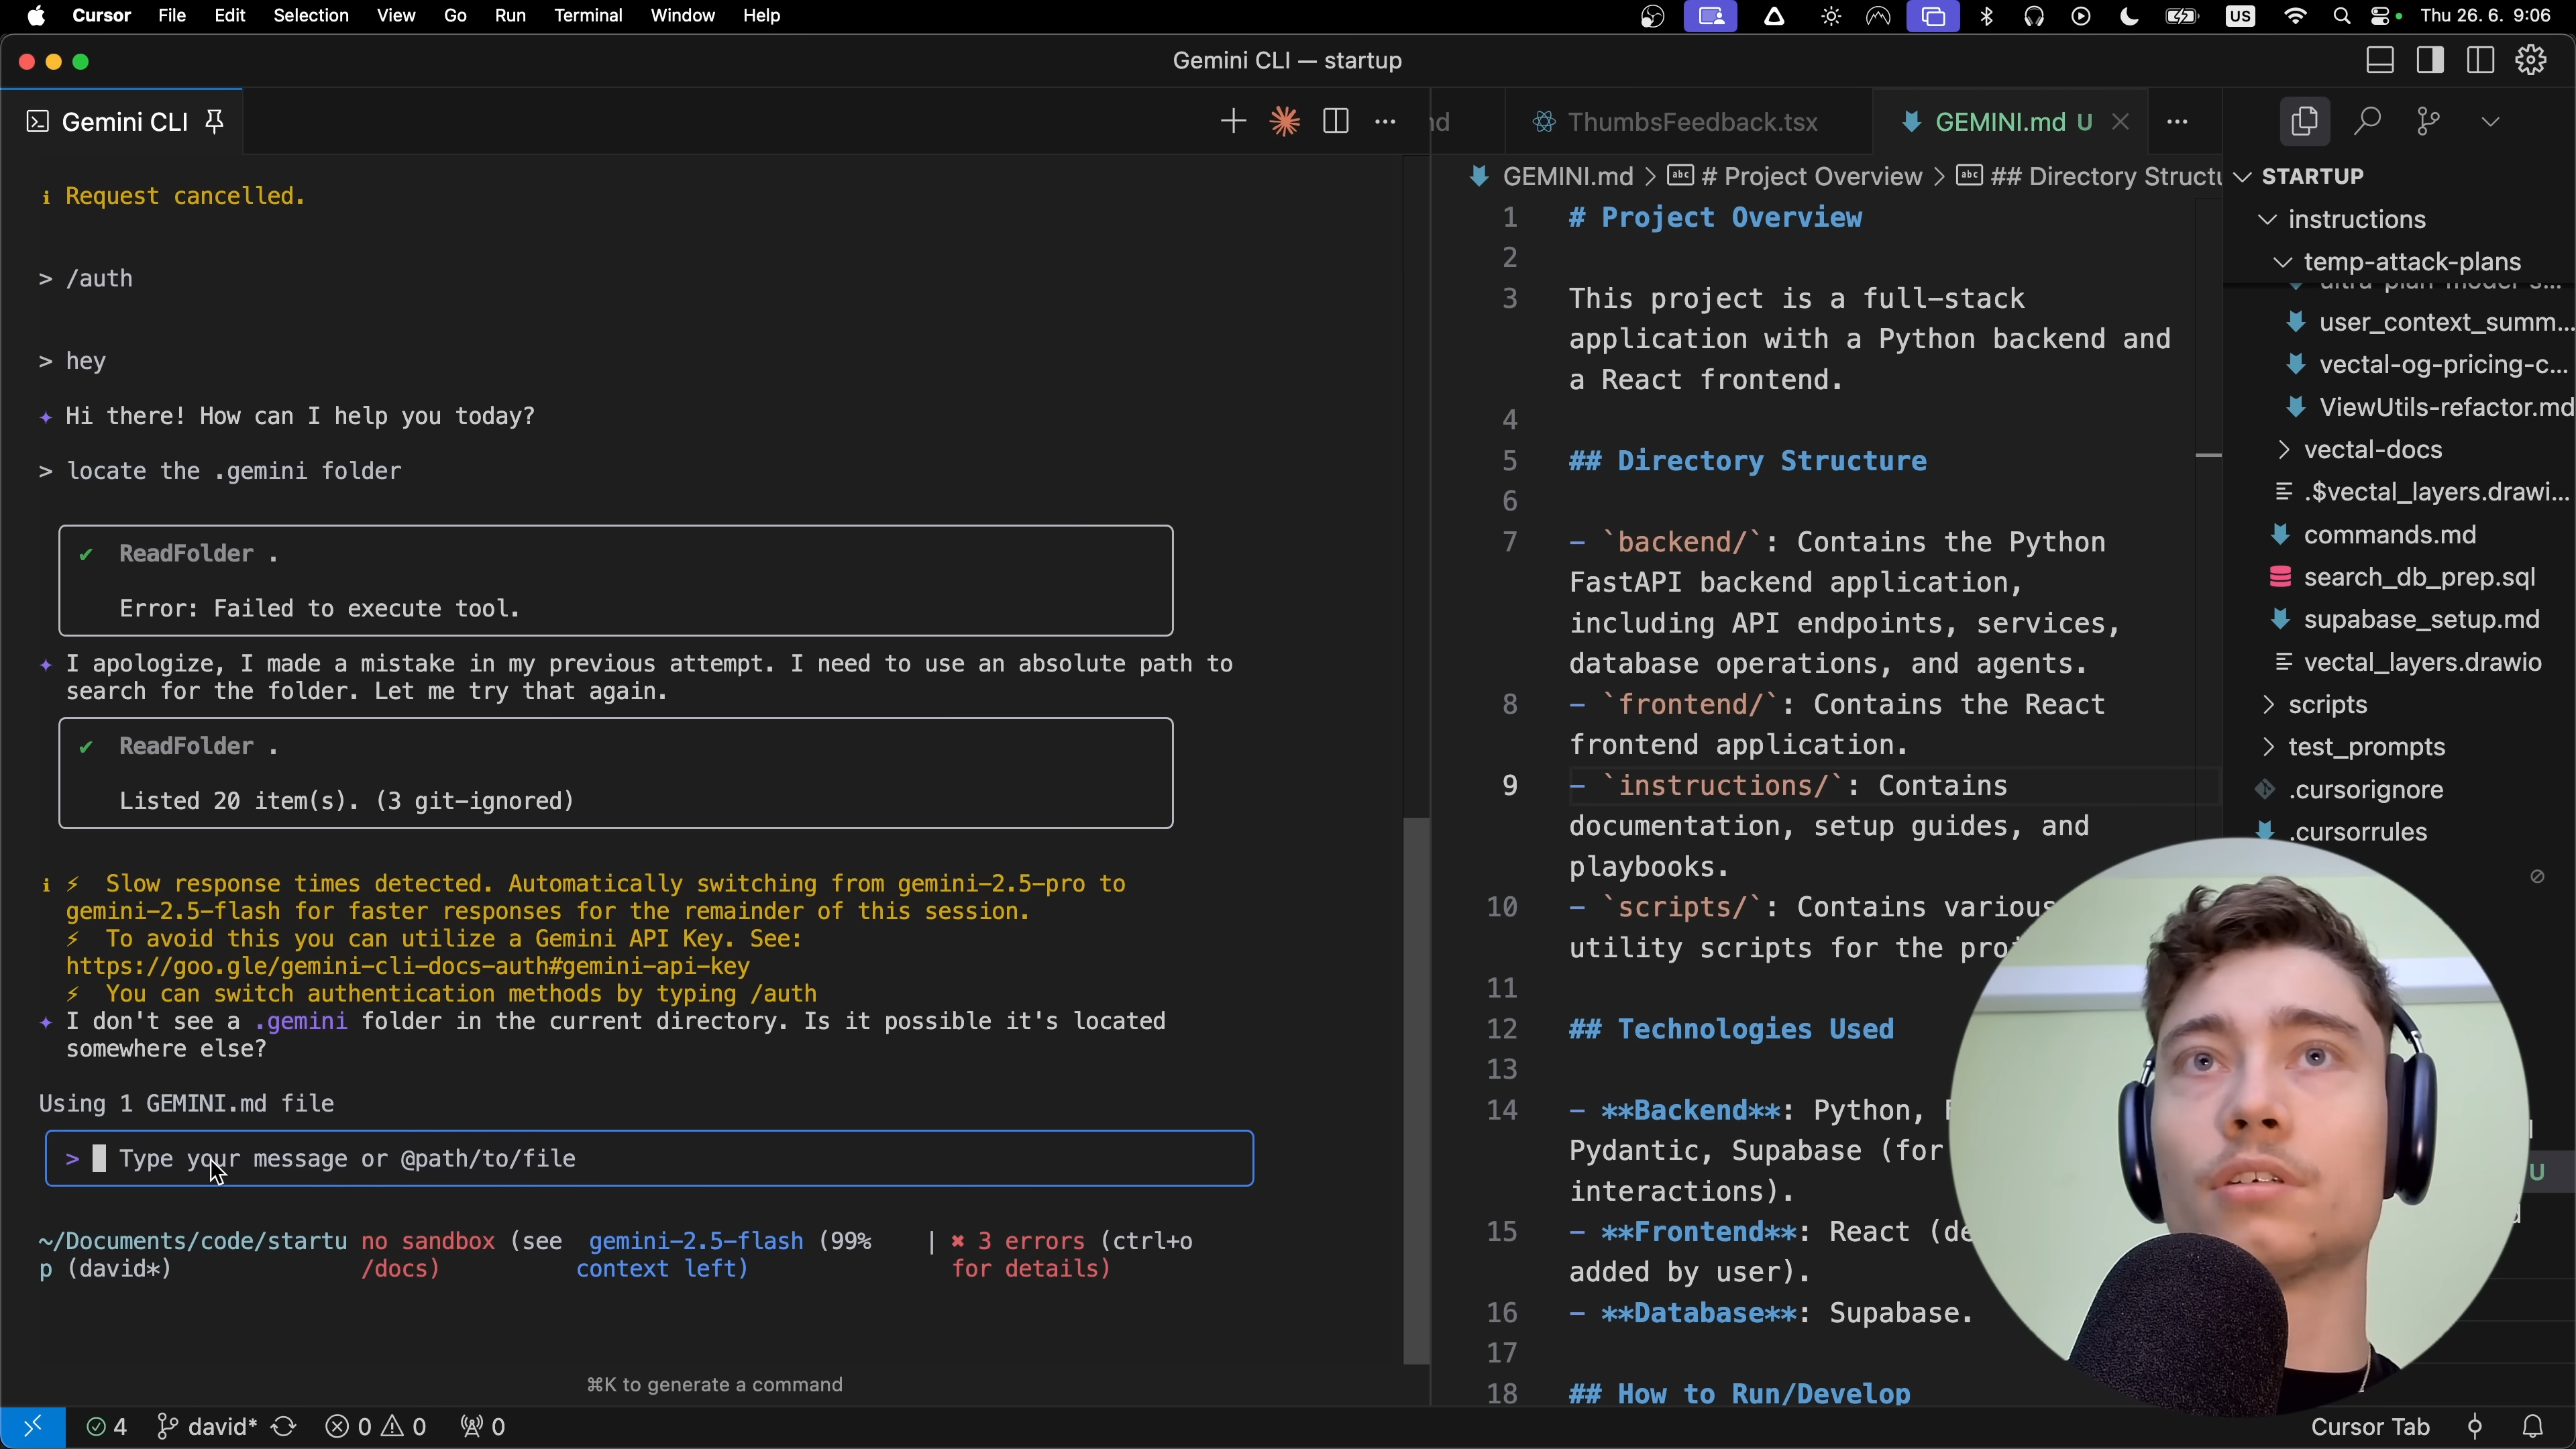 Cursor File Edit Selection View Go Run Terminal Window Help US Thu 26. 6. 9:06
Gemini CLI — startup
Gemini CLI
ThumbsFeedback.tsx
GEMINI.md U
i Request cancelled.
> /auth
> hey
✦ Hi there! How can I help you today?
> locate the .gemini folder
✔ ReadFolder .
Error: Failed to execute tool.
✦ I apologize, I made a mistake in my previous attempt. I need to use an absolute path to
search for the folder. Let me try that again.
✔ ReadFolder .
Listed 20 item(s). (3 git-ignored)
i ⚡ Slow response times detected. Automatically switching from gemini-2.5-pro to
gemini-2.5-flash for faster responses for the remainder of this session.
⚡ To avoid this you can utilize a Gemini API Key. See:
https://goo.gle/gemini-cli-docs-auth#gemini-api-key
⚡ You can switch authentication methods by typing /auth
✦ I don't see a .gemini folder in the current directory. Is it possible it's located
somewhere else?
Using 1 GEMINI.md file
> Type your message or @path/to/file
~/Documents/code/startu no sandbox (see gemini-2.5-flash (99% | ✖ 3 errors (ctrl+o
p (david*) /docs) context left) for details)
⌘K to generate a command
GEMINI.md > # Project Overview > ## Directory Structu
1 # Project Overview
2
3 This project is a full-stack
application with a Python backend and
a React frontend.
4
5 ## Directory Structure
6
7 - `backend/`: Contains the Python
FastAPI backend application,
including API endpoints, services,
database operations, and agents.
8 - `frontend/`: Contains the React
frontend application.
9 - `instructions/`: Contains
documentation, setup guides, and
playbooks.
10 - `scripts/`: Contains various
utility scripts for the pro
11
12 ## Technologies Used
13
14 - **Backend**: Python,
Pydantic, Supabase (for
interactions).
15 - **Frontend**: React (de
added by user).
16 - **Database**: Supabase.
17
18 ## How to Run/Develop
STARTUP
instructions
temp-attack-plans
user_context_summ...
vectal-og-pricing-c...
ViewUtils-refactor.md
vectal-docs
.$vectal_layers.drawi...
commands.md
search_db_prep.sql
supabase_setup.md
vectal_layers.drawio
scripts
test_prompts
.cursorignore
.cursorrules
U
4 david* 0 0 0
Cursor Tab